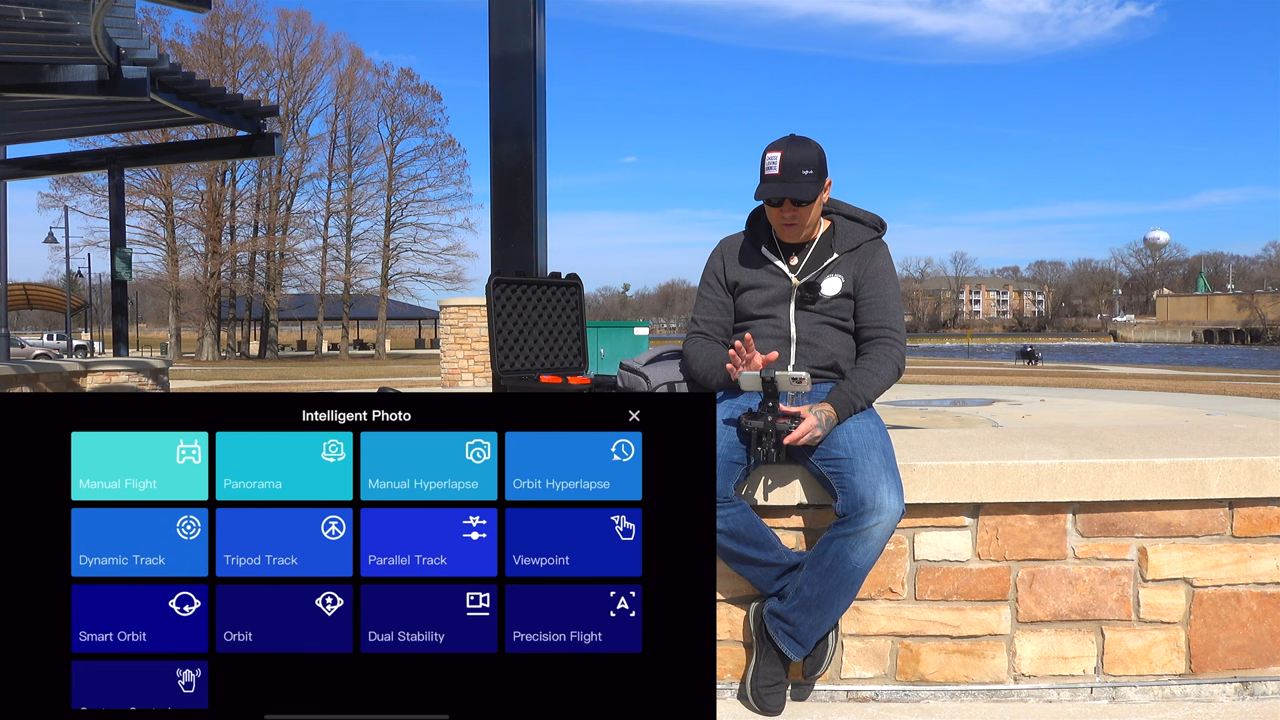 Intelligent Photo
Manual Flight
Panorama
Manual Hyperlapse
Orbit Hyperlapse
Dynamic Track
Tripod Track
Parallel Track
Viewpoint
Smart Orbit
Orbit
Dual Stability
Precision Flight